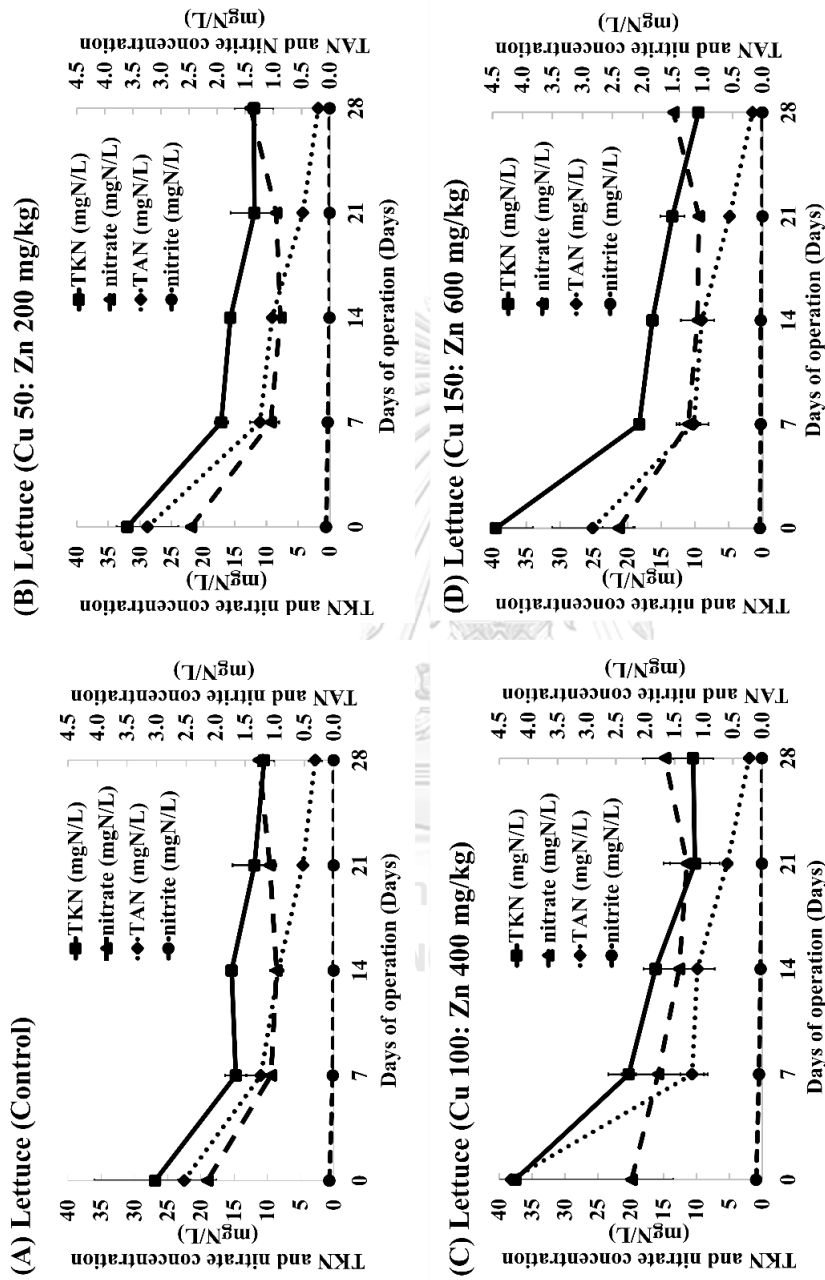 (A) Lettuce (Control)
TKN and nitrate concentration
(mgN/L)
40
35
30
25
20
15
10
5
0
TKN (mgN/L)
nitrate (mgN/L)
TAN (mgN/L)
nitrite (mgN/L)
4.5
4.0
3.5
3.0
2.5
2.0
1.5
1.0
0.5
0.0
TAN and nitrite concentration
(mgN/L)
0 7 14 21 28
Days of operation (Days)
(B) Lettuce (Cu 50: Zn 200 mg/kg)
TKN and nitrate concentration
(mgN/L)
40
35
30
25
20
15
10
5
0
TKN (mgN/L)
nitrate (mgN/L)
TAN (mgN/L)
nitrite (mgN/L)
4.5
4.0
3.5
3.0
2.5
2.0
1.5
1.0
0.5
0.0
TAN and Nitrite concentration
(mgN/L)
0 7 14 21 28
Days of operation (Days)
(C) Lettuce (Cu 100: Zn 400 mg/kg)
TKN and nitrate concentration
(mgN/L)
40
35
30
25
20
15
10
5
0
TKN (mgN/L)
nitrate (mgN/L)
TAN (mgN/L)
nitrite (mgN/L)
4.5
4.0
3.5
3.0
2.5
2.0
1.5
1.0
0.5
0.0
TAN and nitrite concentration
(mgN/L)
0 7 14 21 28
Days of operation (Days)
(D) Lettuce (Cu 150: Zn 600 mg/kg)
TKN and nitrate concentration
(mgN/L)
40
35
30
25
20
15
10
5
0
TKN (mgN/L)
nitrate (mgN/L)
TAN (mgN/L)
nitrite (mgN/L)
4.5
4.0
3.5
3.0
2.5
2.0
1.5
1.0
0.5
0.0
TAN and nitrite concentration
(mgN/L)
0 7 14 21 28
Days of operation (Days)